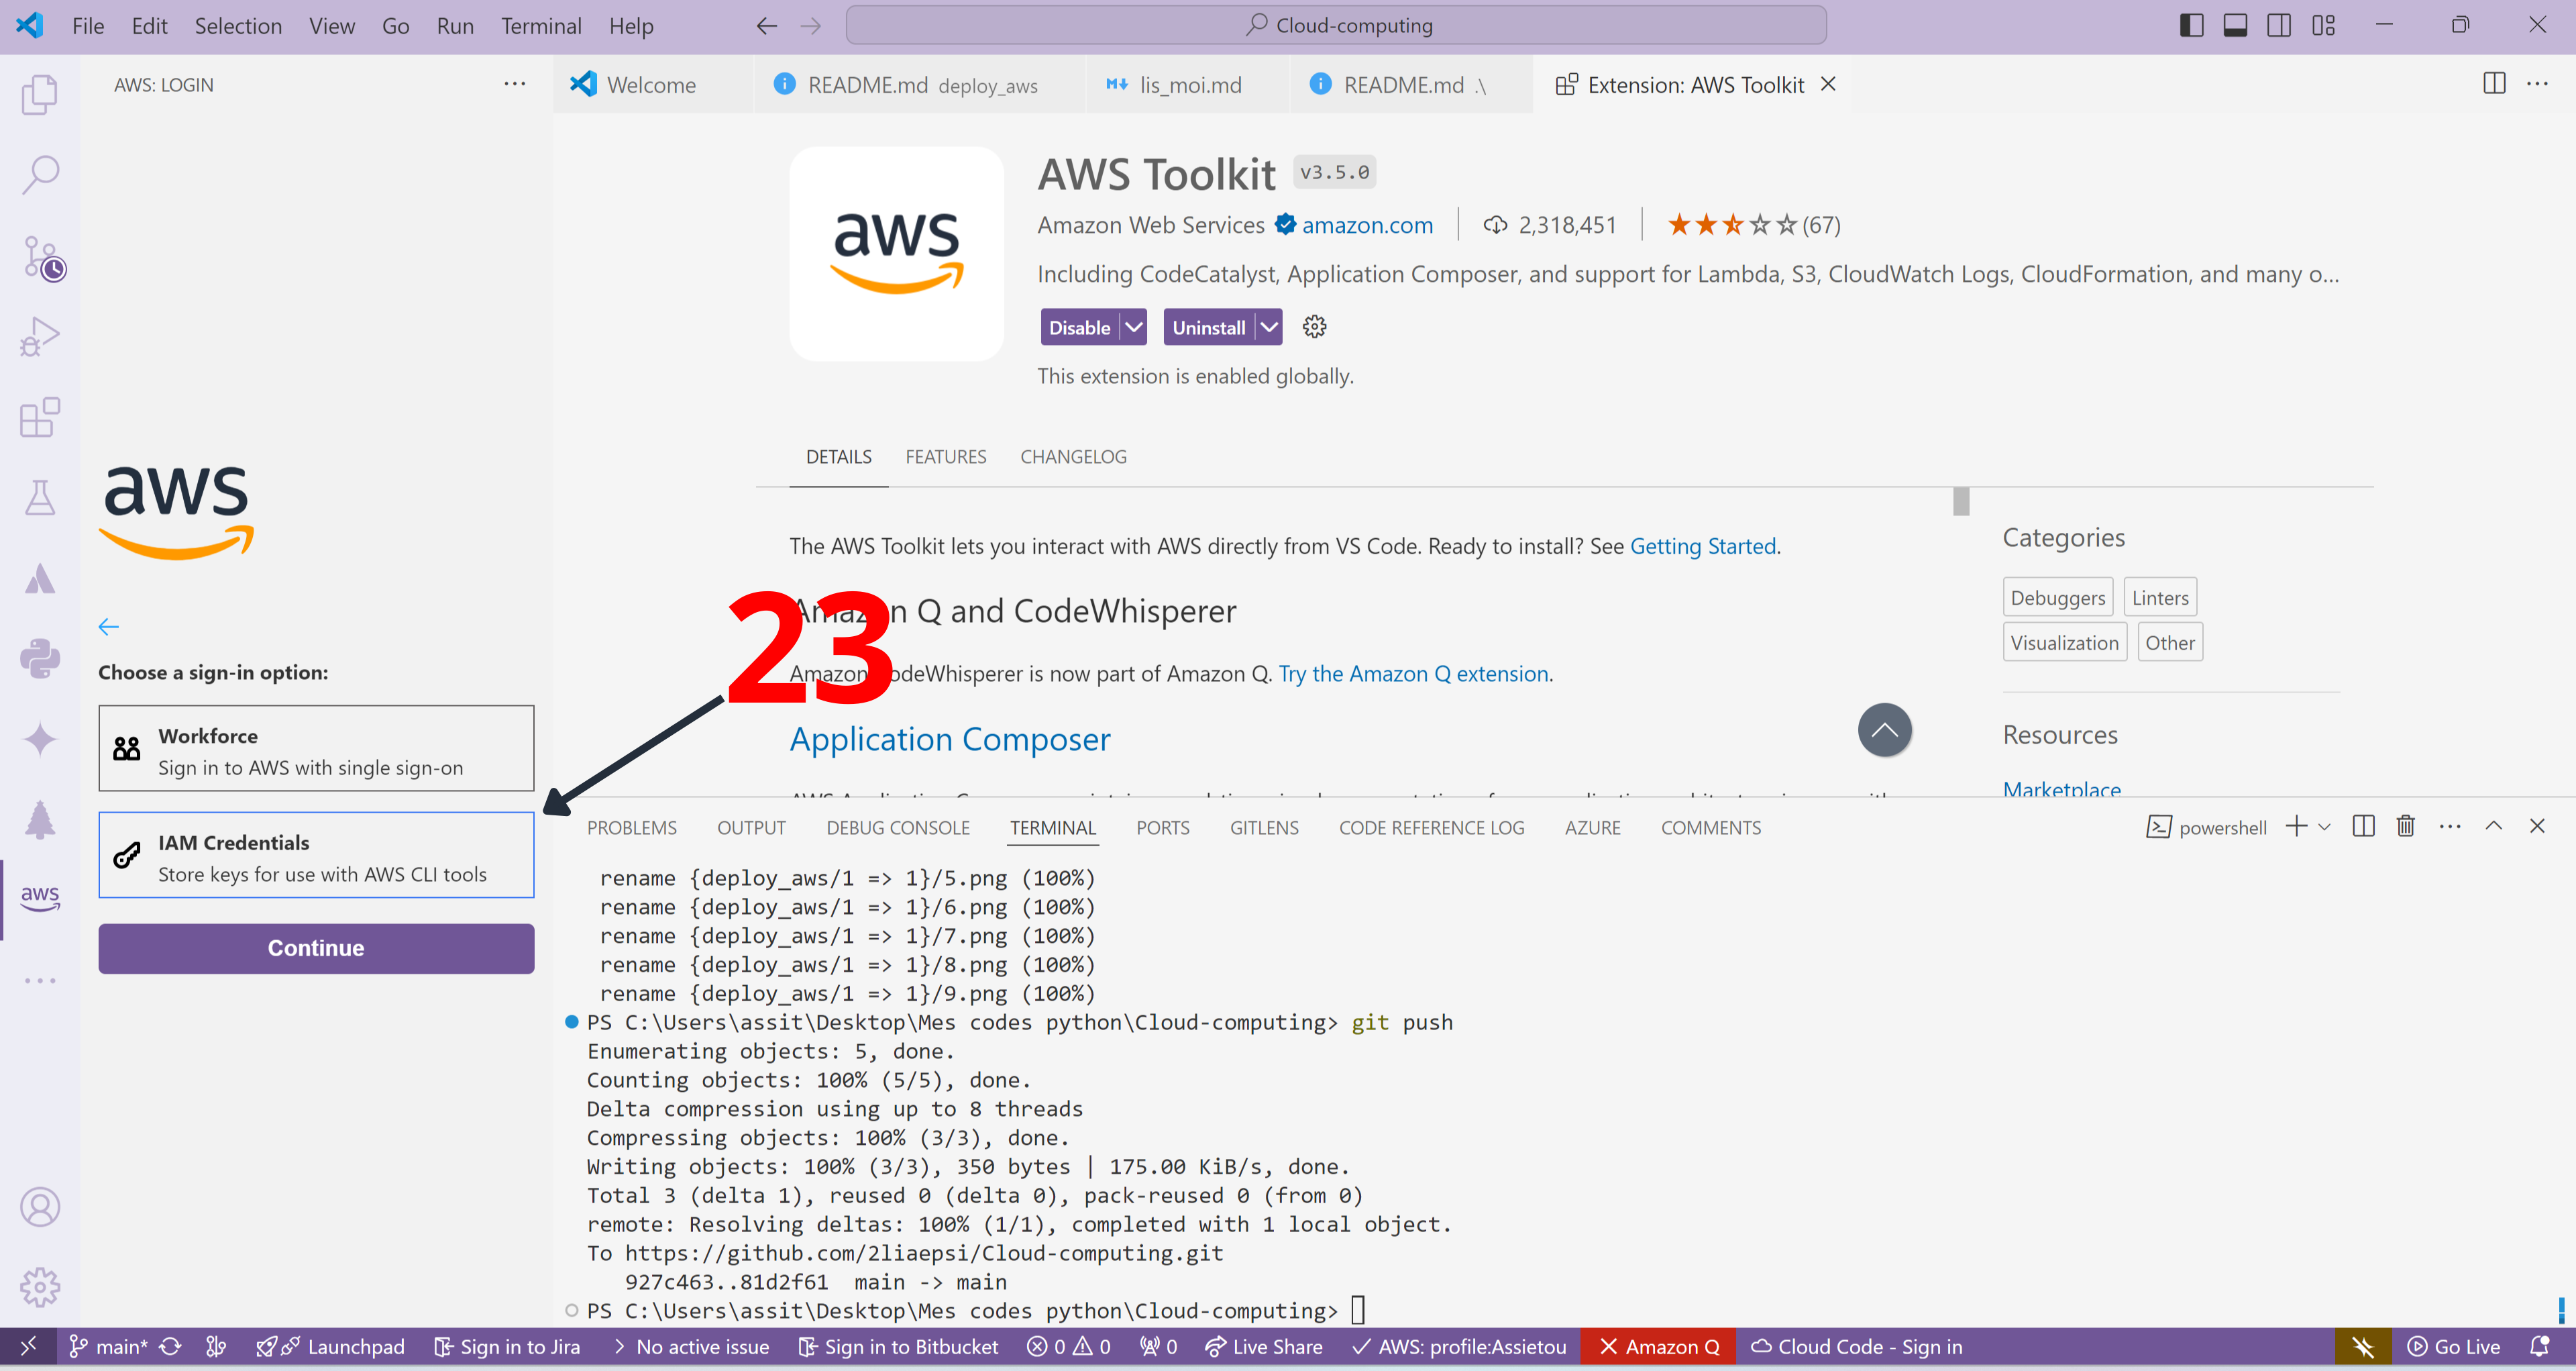 File Edit Selection View Go Run Terminal Help
Cloud-computing
AWS: LOGIN
Welcome
README.md deploy_aws
lis_moi.md
README.md .\
Extension: AWS Toolkit
aws
AWS Toolkit v3.5.0
Amazon Web Services amazon.com 2,318,451 (67)
Including CodeCatalyst, Application Composer, and support for Lambda, S3, CloudWatch Logs, CloudFormation, and many o...
Disable Uninstall
This extension is enabled globally.
DETAILS FEATURES CHANGELOG
The AWS Toolkit lets you interact with AWS directly from VS Code. Ready to install? See Getting Started.
Amazon Q and CodeWhisperer
23
Amazon CodeWhisperer is now part of Amazon Q. Try the Amazon Q extension.
Application Composer
Categories
Debuggers Linters
Visualization Other
Resources
Marketplace
aws
Choose a sign-in option:
Workforce
Sign in to AWS with single sign-on
IAM Credentials
Store keys for use with AWS CLI tools
Continue
aws
PROBLEMS OUTPUT DEBUG CONSOLE TERMINAL PORTS GITLENS CODE REFERENCE LOG AZURE COMMENTS
powershell
rename {deploy_aws/1 => 1}/5.png (100%)
rename {deploy_aws/1 => 1}/6.png (100%)
rename {deploy_aws/1 => 1}/7.png (100%)
rename {deploy_aws/1 => 1}/8.png (100%)
rename {deploy_aws/1 => 1}/9.png (100%)
PS C:\Users\assit\Desktop\Mes codes python\Cloud-computing> git push
Enumerating objects: 5, done.
Counting objects: 100% (5/5), done.
Delta compression using up to 8 threads
Compressing objects: 100% (3/3), done.
Writing objects: 100% (3/3), 350 bytes | 175.00 KiB/s, done.
Total 3 (delta 1), reused 0 (delta 0), pack-reused 0 (from 0)
remote: Resolving deltas: 100% (1/1), completed with 1 local object.
To https://github.com/2liaepsi/Cloud-computing.git
927c463..81d2f61 main -> main
PS C:\Users\assit\Desktop\Mes codes python\Cloud-computing>
main* Launchpad Sign in to Jira No active issue Sign in to Bitbucket 0 0 0 Live Share AWS: profile:Assietou Amazon Q Cloud Code - Sign in Go Live